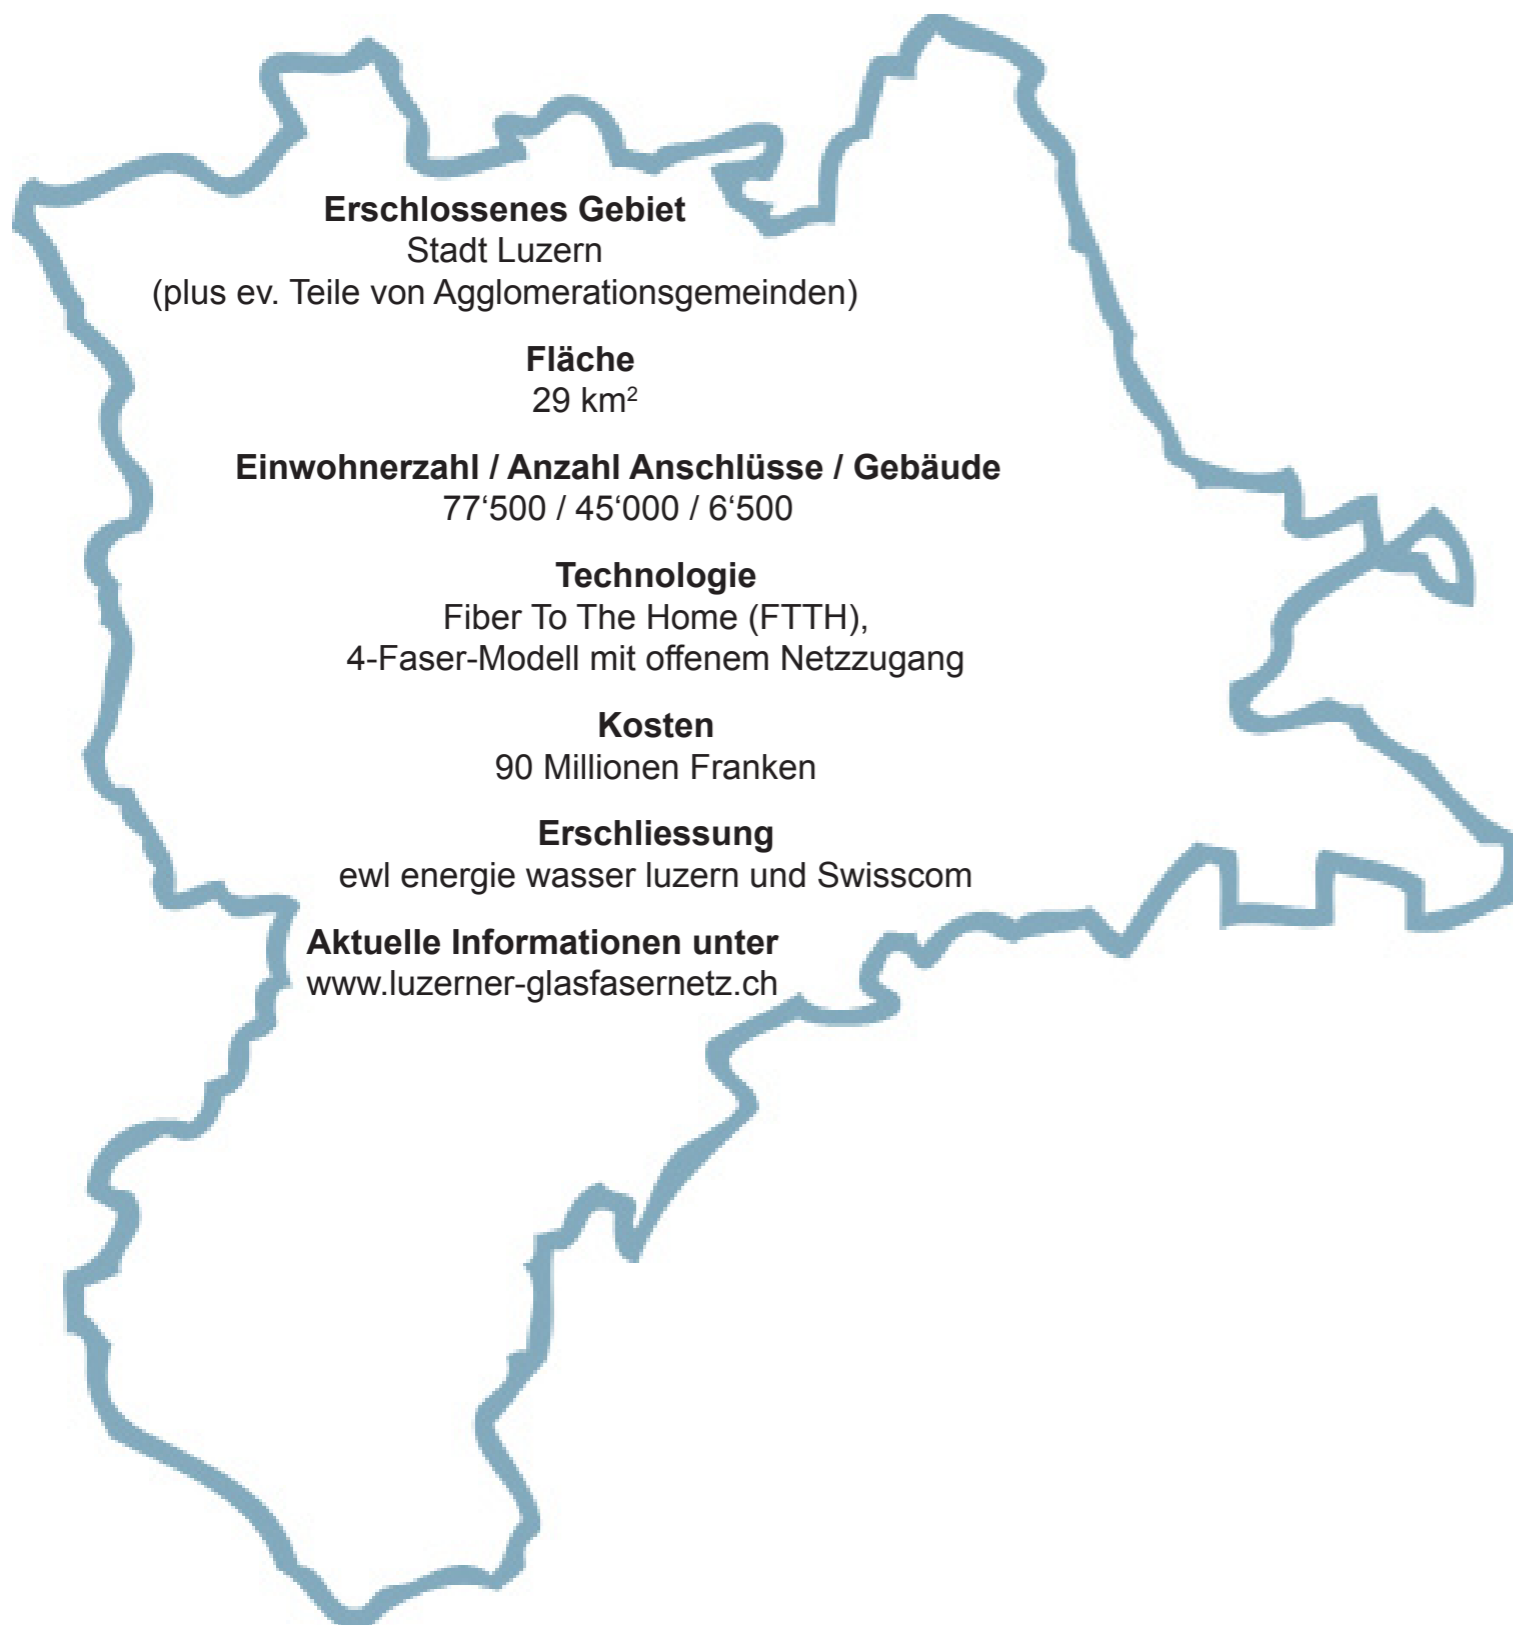 Erschlossenes Gebiet
Stadt Luzern
(plus ev. Teile von Agglomerationsgemeinden)
Fläche
29 km²
Einwohnerzahl / Anzahl Anschlüsse / Gebäude
77‘500 / 45‘000 / 6‘500
Technologie
Fiber To The Home (FTTH),
4-Faser-Modell mit offenem Netzzugang
Kosten
90 Millionen Franken
Erschliessung
ewl energie wasser luzern und Swisscom
Aktuelle Informationen unter
www.luzerner-glasfasernetz.ch